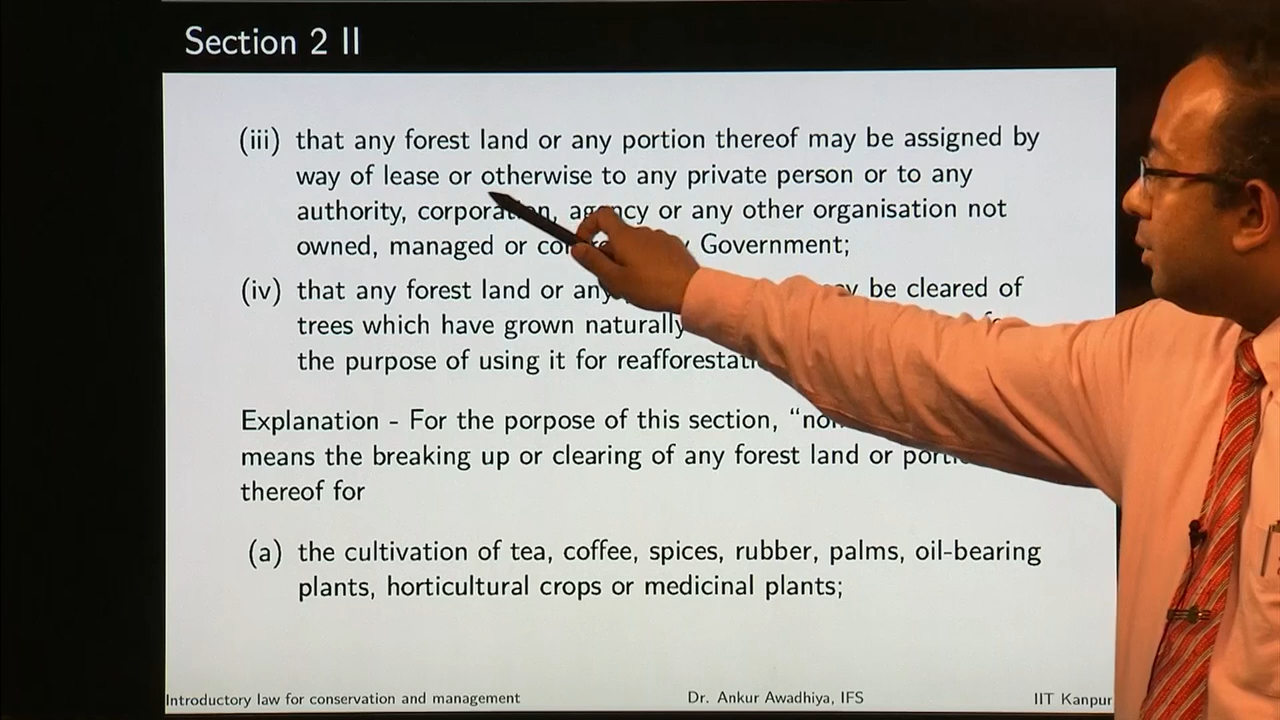 Section 2 II
(iii) that any forest land or any portion thereof may be assigned by
way of lease or otherwise to any private person or to any
authority, corporation, agency or any other organisation not
owned, managed or Government;
(iv) that any forest land or any be cleared of
trees which have grown naturally
the purpose of using it for
Explanation - For the porpose of this section,
means the breaking up or clearing of any forest land or
thereof for
(a) the cultivation of tea, coffee, spices, rubber, palms, oil-bearing
plants, horticultural crops or medicinal plants;
Introductory law for conservation and management Dr. Ankur Awadhiya, IFS IIT Kanpur